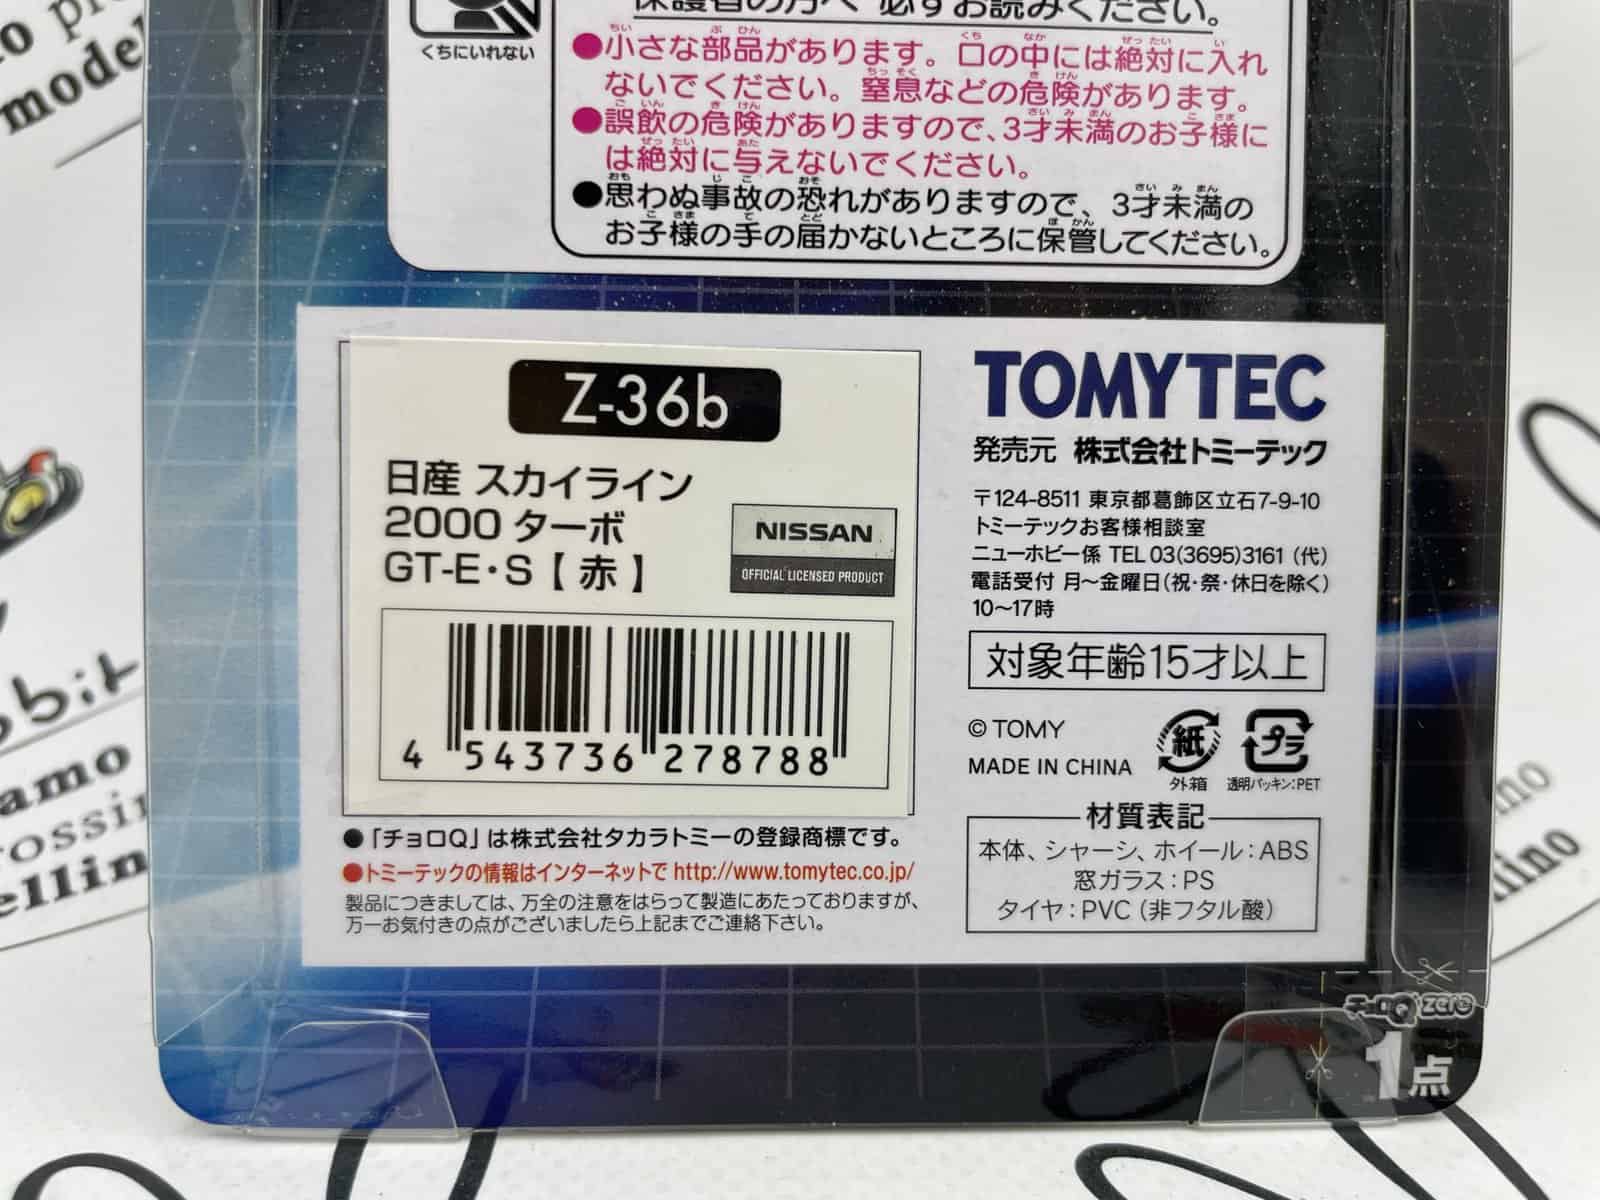 くちにいれない
保護者の方へ 必ずお読みください。
●小さな部品があります。口の中には絶対に入れ
ないでください。窒息などの危険があります。
●誤飲の危険がありますので、3才未満のお子様に
は絶対に与えないでください。
●思わぬ事故の恐れがありますので、3才未満の
お子様の手の届かないところに保管してください。
Z-36b
日産 スカイライン
2000 ターボ
GT-E・S【 赤 】
NISSAN
OFFICIAL LICENSED PRODUCT
4 543736 278788
●「チョロQ」は株式会社タカラトミーの登録商標です。
●トミーテックの情報はインターネットで http://www.tomytec.co.jp/
製品につきましては、万全の注意をはらって製造にあたっておりますが、
万一お気付きの点がございましたら上記までご連絡下さい。
TOMYTEC
発売元 株式会社トミーテック
〒124-8511 東京都葛飾区立石7-9-10
トミーテックお客様相談室
ニューホビー係 TEL 03(3695)3161 (代)
電話受付 月〜金曜日(祝・祭・休日を除く)
10〜17時
対象年齢15才以上
© TOMY
MADE IN CHINA
紙
外箱
プラ
透明パッキン:PET
材質表記
本体、シャーシ、ホイール：ABS
窓ガラス：PS
タイヤ：PVC (非フタル酸)
チョロQ zero
1点